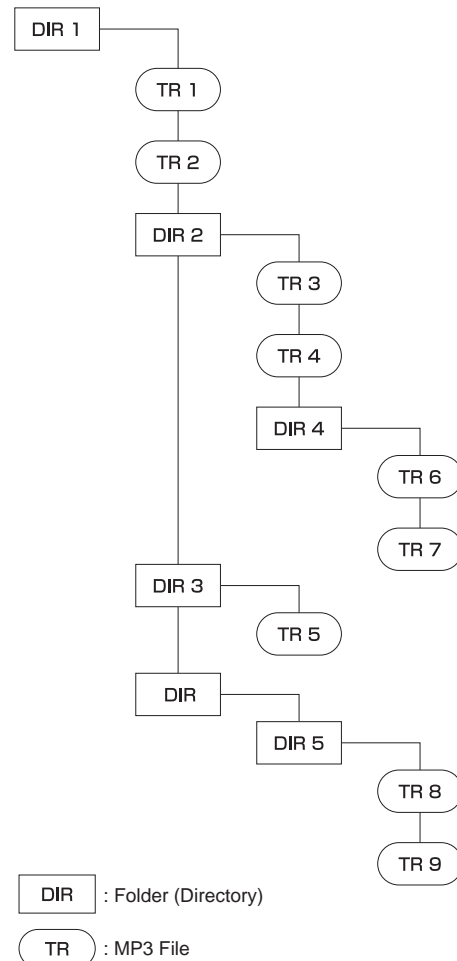 DIR 1
TR 1
TR 2
DIR 2
TR 3
TR 4
DIR 4
TR 6
TR 7
DIR 3
TR 5
DIR
DIR 5
TR 8
TR 9
DIR : Folder (Directory)
TR : MP3 File